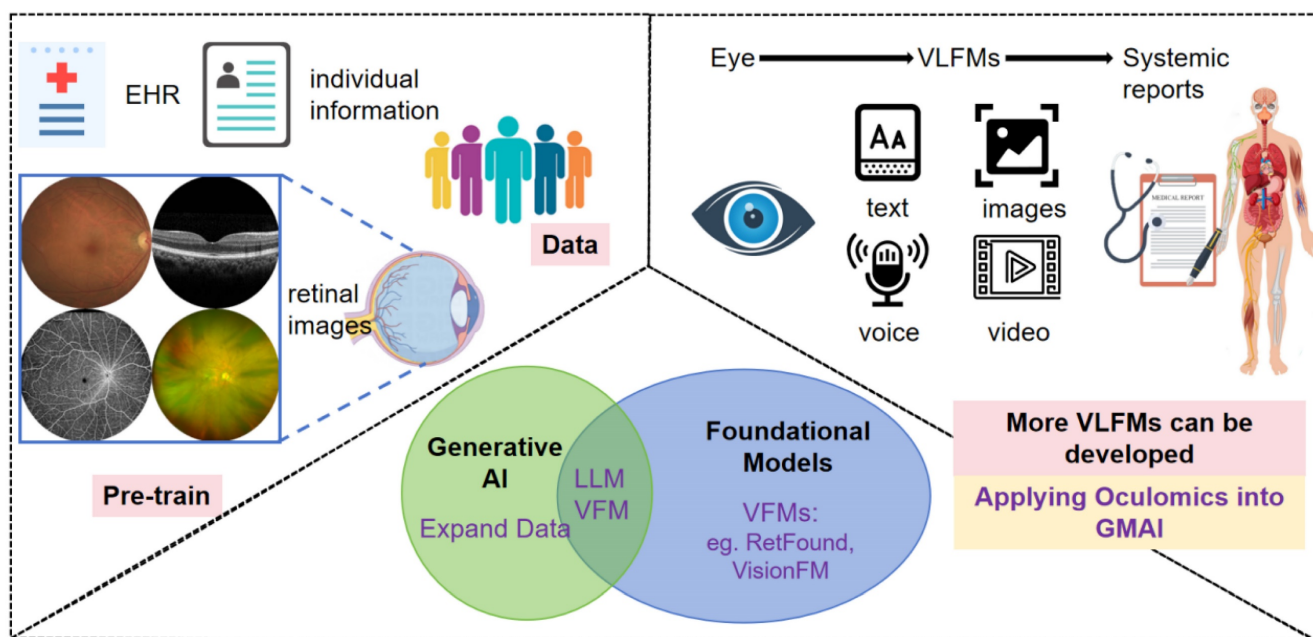 EHR
individual
information
Data
retinal
images
Pre-train
Eye
VLFMs
Systemic
reports
AA
text
images
voice
video
MEDICAL REPORT
Generative
AI
Expand Data
LLM
VFM
Foundational
Models
VFMs:
eg. RetFound,
VisionFM
More VLFMs can be
developed
Applying Oculomics into
GMAI